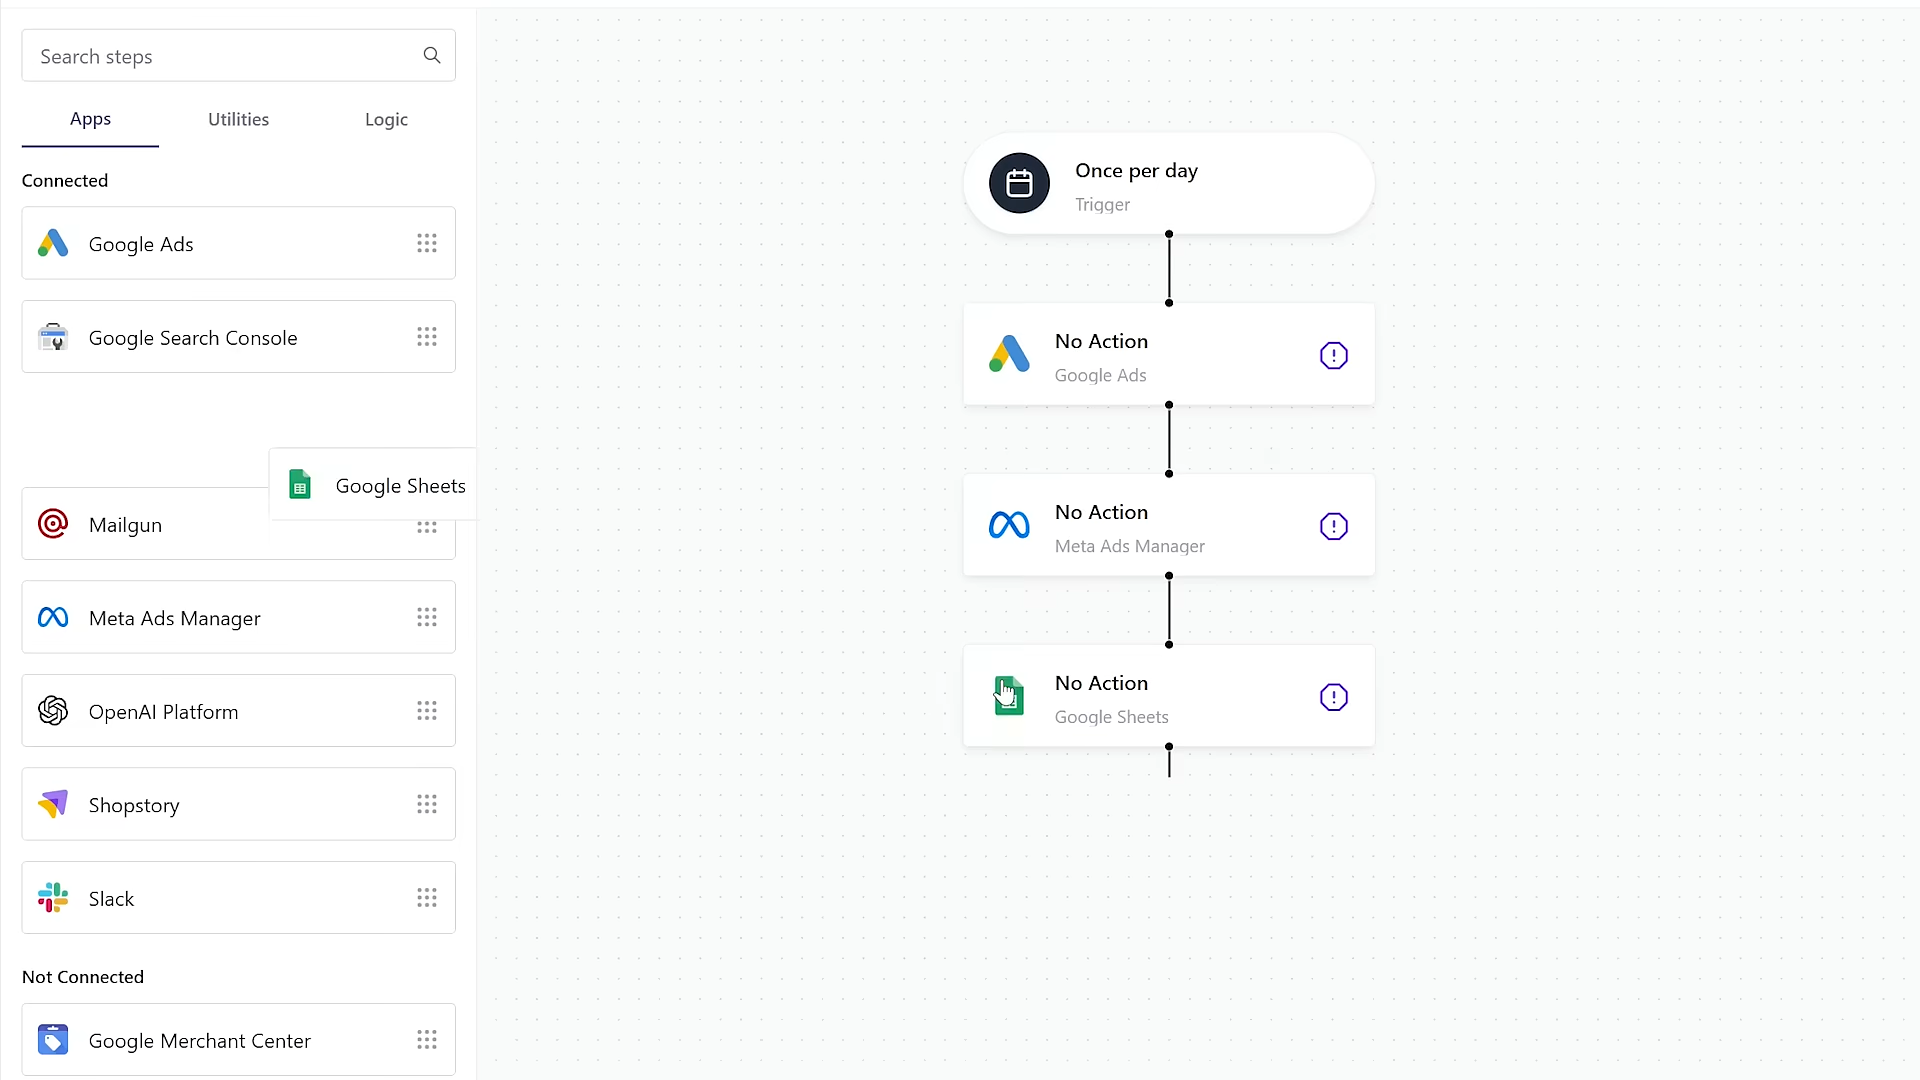 Search steps
Apps
Utilities
Logic
Connected
Google Ads
Google Search Console
Google Sheets
Mailgun
Meta Ads Manager
OpenAI Platform
Shopstory
Slack
Not Connected
Google Merchant Center
Once per day
Trigger
No Action
Google Ads
No Action
Meta Ads Manager
No Action
Google Sheets